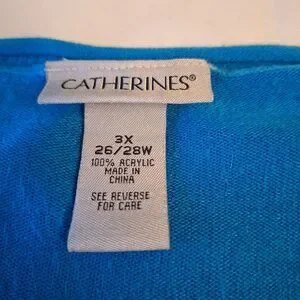 CATHERINES®
3X
26/28W
100% ACRYLIC
MADE IN
CHINA
SEE REVERSE
FOR CARE